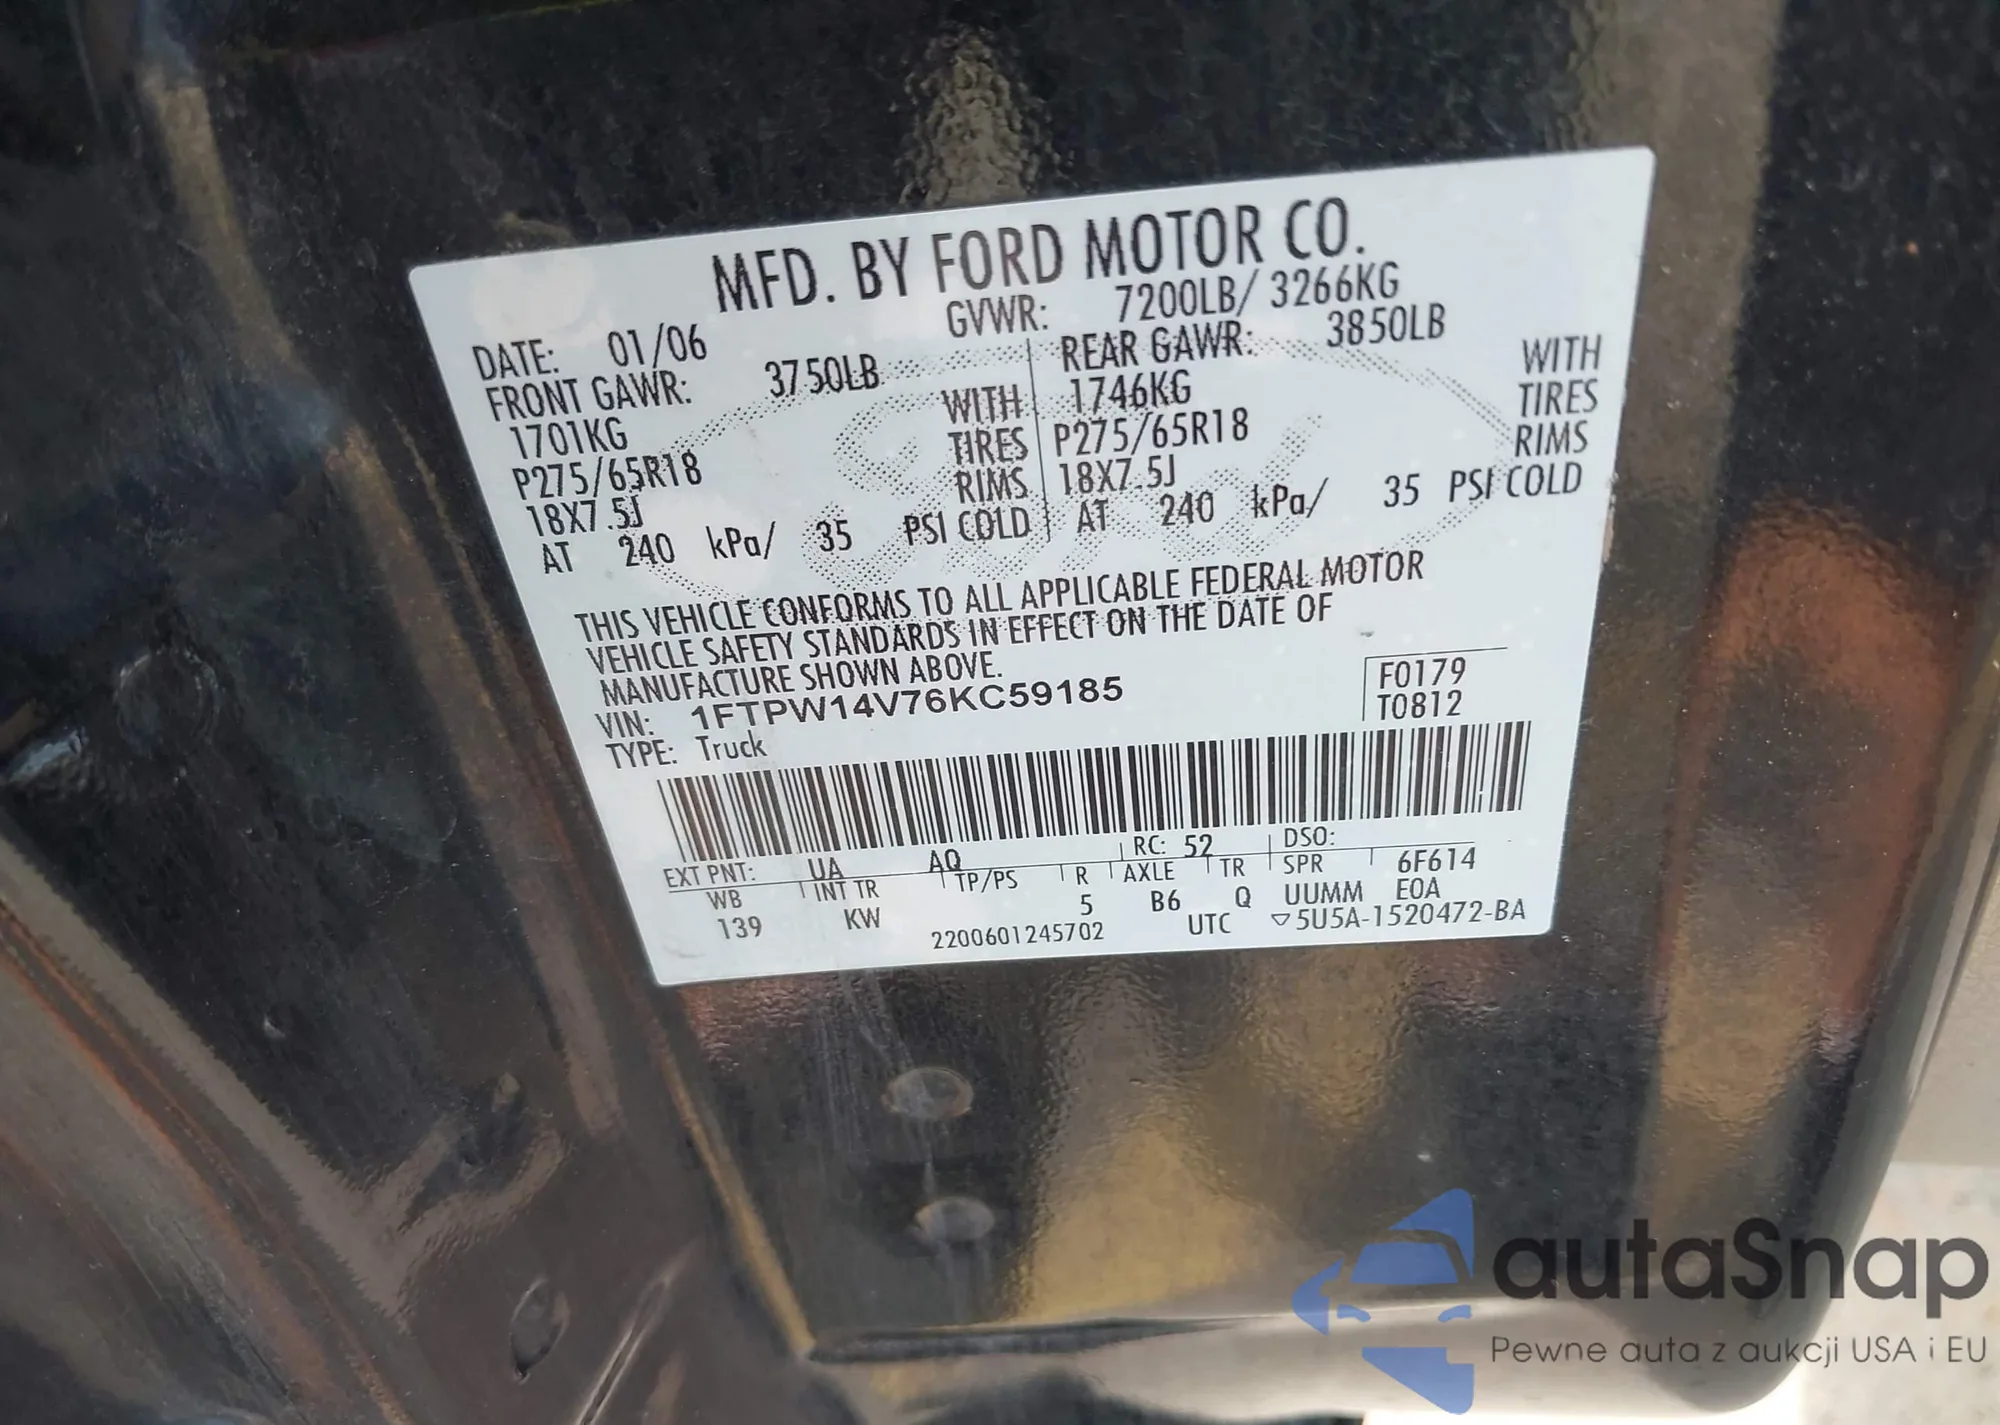 MFD. BY FORD MOTOR CO.
DATE: 01/06 GVWR: 7200LB/ 3266KG
FRONT GAWR: 3750LB REAR GAWR: 3850LB
1701KG WITH 1746KG WITH
P275/65R18 TIRES P275/65R18 TIRES
18X7.5J RIMS 18X7.5J RIMS
AT 240 kPa/ 35 PSI COLD AT 240 kPa/ 35 PSI COLD
THIS VEHICLE CONFORMS TO ALL APPLICABLE FEDERAL MOTOR
VEHICLE SAFETY STANDARDS IN EFFECT ON THE DATE OF
MANUFACTURE SHOWN ABOVE.
VIN: 1FTPW14V76KC59185
F0179
TYPE: Truck
T0812
EXT PNT: UA AQ RC: 52 DSO:
WB INT TR TP/PS R AXLE TR SPR 6F614
139 KW 5 B6 Q UUMM E0A
2200601245702 UTC ▽5U5A-1520472-BA
autaSnap
Pewne auta z aukcji USA i EU